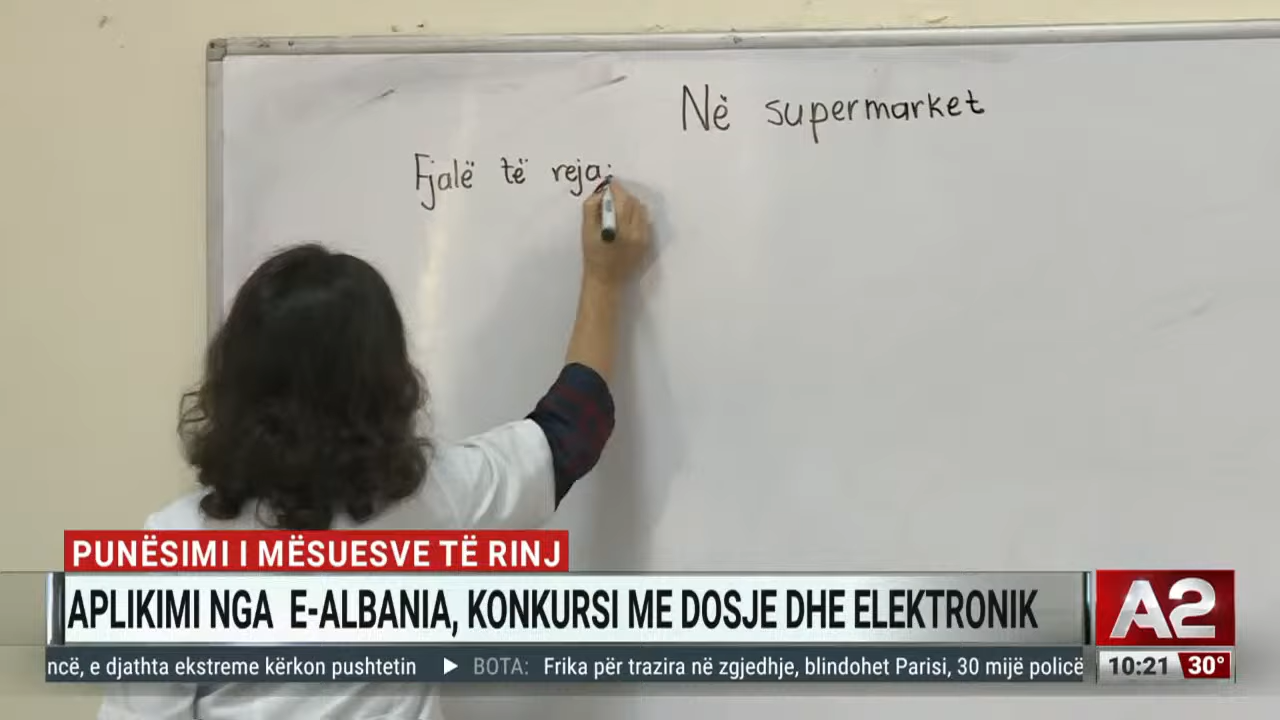 Në supermarket
Fjalë të reja:
PUNËSIMI I MËSUESVE TË RINJ
APLIKIMI NGA E-ALBANIA, KONKURSI ME DOSJE DHE ELEKTRONIK
A2
ncë, e djathta ekstreme kërkon pushtetin ▶ BOTA: Frika për trazira në zgjedhje, blindohet Parisi, 30 mijë policë
10:21 30°